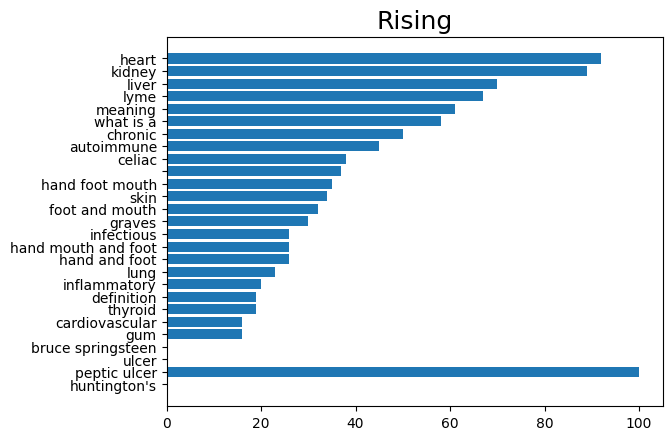 Rising
heart
kidney
liver
lyme
meaning
what is a
chronic
autoimmune
celiac
hand foot mouth
skin
foot and mouth
graves
infectious
hand mouth and foot
hand and foot
lung
inflammatory
definition
thyroid
cardiovascular
gum
bruce springsteen
ulcer
peptic ulcer
huntington's
0 20 40 60 80 100